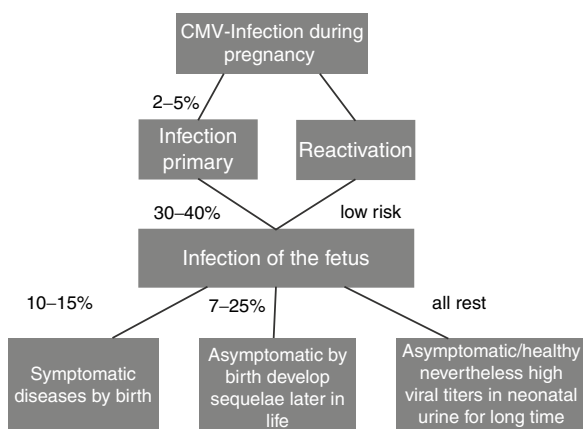 CMV-Infection during
pregnancy
2–5%
Infection
primary
Reactivation
30–40%
low risk
Infection of the fetus
10–15%
7–25%
all rest
Symptomatic
diseases by birth
Asymptomatic by
birth develop
sequelae later in
life
Asymptomatic/healthy
nevertheless high
viral titers in neonatal
urine for long time